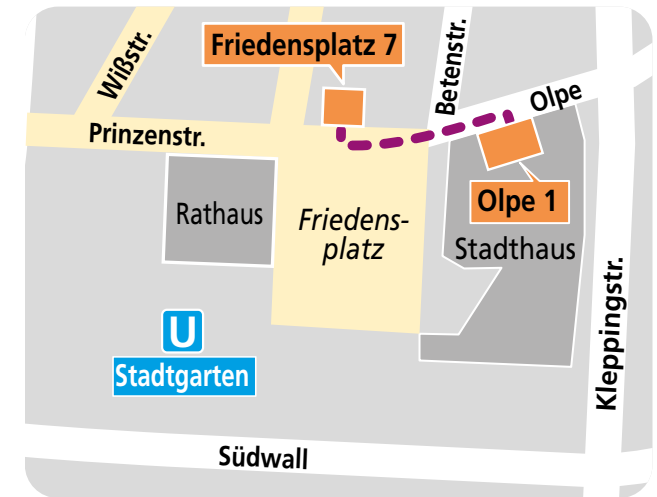 Wißstr.
Friedensplatz 7
Betenstr.
Olpe
Prinzenstr.
Rathaus
Friedens-
platz
Olpe 1
Stadthaus
Kleppingstr.
U
Stadtgarten
Südwall